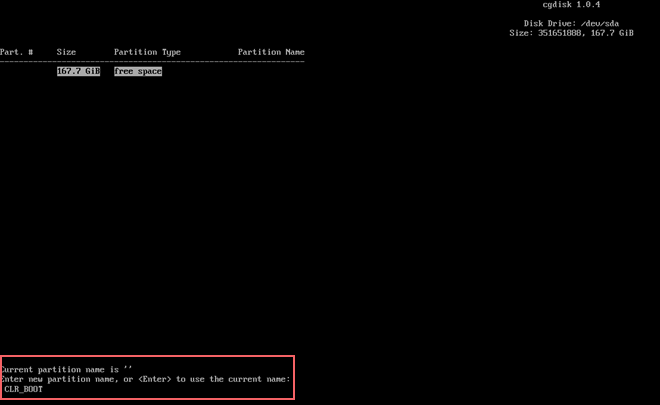 cgdisk 1.0.4
Disk Drive: /dev/sda
Size: 351651888, 167.7 GiB
Part. #     Size        Partition Type            Partition Name
----------------------------------------------------------------
167.7 GiB   free space
Current partition name is ''
Enter new partition name, or <Enter> to use the current name:
CLR_BOOT